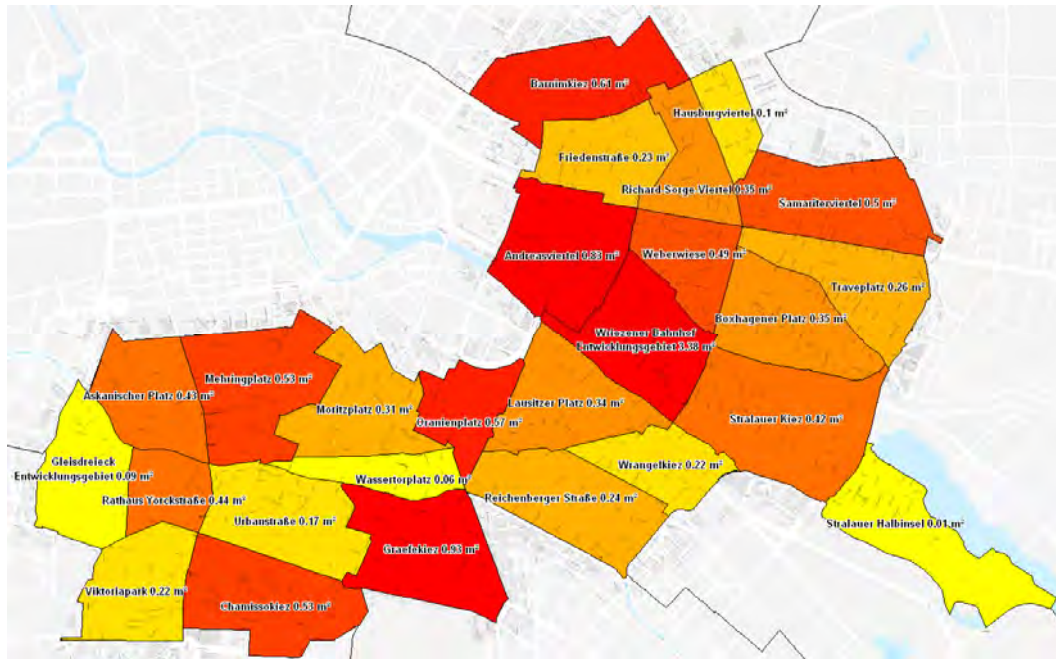 Barnimkiez 0.61 m²
Hausburgviertel 0.1 m²
Friedenstraße 0.23 m²
Richard-Sorge-Viertel 0.35 m²
Samariterviertel 0.5 m²
Andreasviertel 0.83 m²
Weberwiese 0.49 m²
Traveplatz 0.26 m²
Boxhagener Platz 0.35 m²
Wriezener Bahnhof
Entwicklungsgebiet 3.38 m²
Mehringplatz 0.53 m²
Askanischer Platz 0.43 m²
Moritzplatz 0.31 m²
Oranienplatz 0.57 m²
Lausitzer Platz 0.34 m²
Stralauer Kiez 0.42 m²
Gleisdreieck
Entwicklungsgebiet 0.09 m²
Wassertorplatz 0.06 m²
Wrangelkiez 0.22 m²
Rathaus Yorckstraße 0.44 m²
Reichenberger Straße 0.24 m²
Urbanstraße 0.17 m²
Stralauer Halbinsel 0.01 m²
Graefekiez 0.93 m²
Viktoriapark 0.22 m²
Chamissokiez 0.53 m²